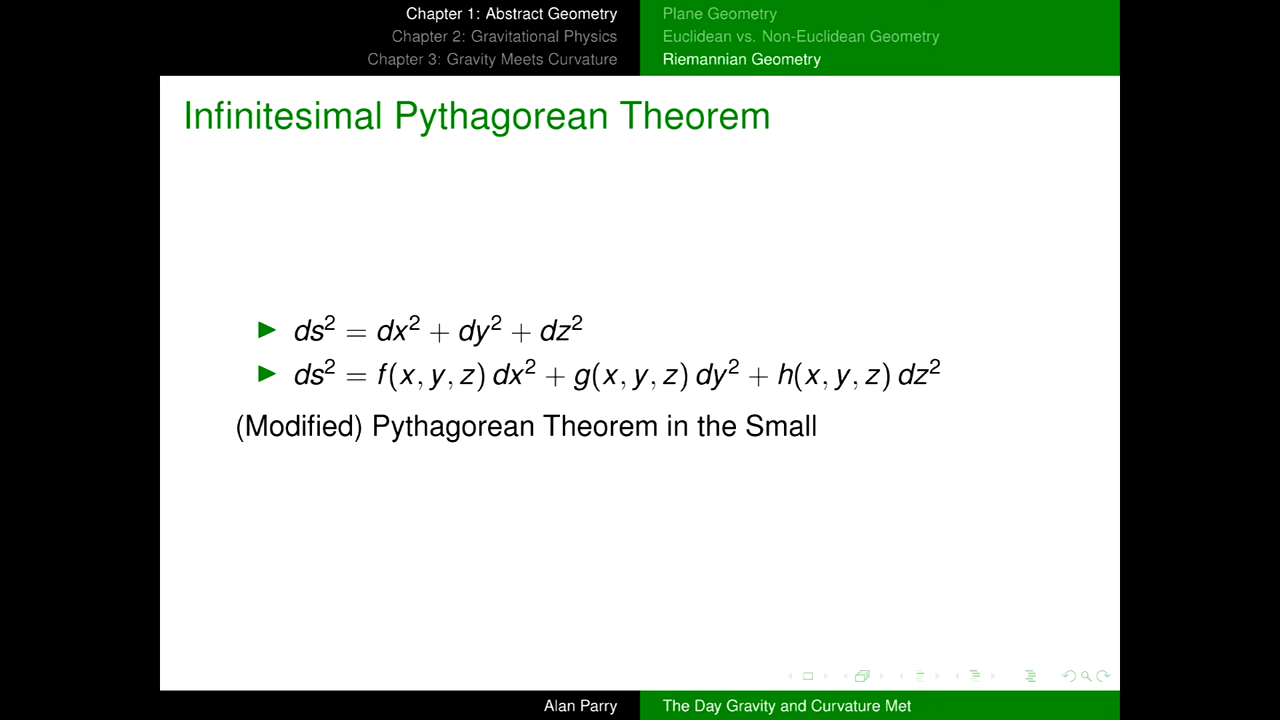 Chapter 1: Abstract Geometry
Chapter 2: Gravitational Physics
Chapter 3: Gravity Meets Curvature
Plane Geometry
Euclidean vs. Non-Euclidean Geometry
Riemannian Geometry
Infinitesimal Pythagorean Theorem
▶ ds² = dx² + dy² + dz²
▶ ds² = f(x, y, z) dx² + g(x, y, z) dy² + h(x, y, z) dz²
(Modified) Pythagorean Theorem in the Small
Alan Parry
The Day Gravity and Curvature Met